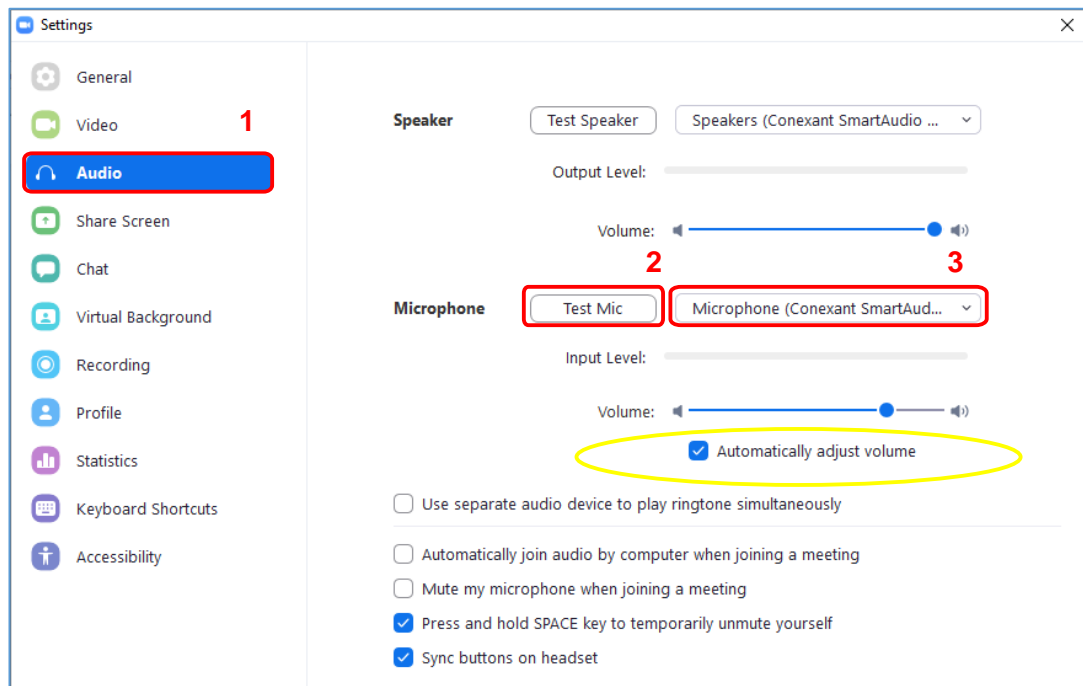 Settings
General
Video
1
Audio
Share Screen
Chat
Virtual Background
Recording
Profile
Statistics
Keyboard Shortcuts
Accessibility
Speaker Test Speaker Speakers (Conexant SmartAudio ...
Output Level:
Volume:
2 3
Microphone Test Mic Microphone (Conexant SmartAud...
Input Level:
Volume:
Automatically adjust volume
Use separate audio device to play ringtone simultaneously
Automatically join audio by computer when joining a meeting
Mute my microphone when joining a meeting
Press and hold SPACE key to temporarily unmute yourself
Sync buttons on headset